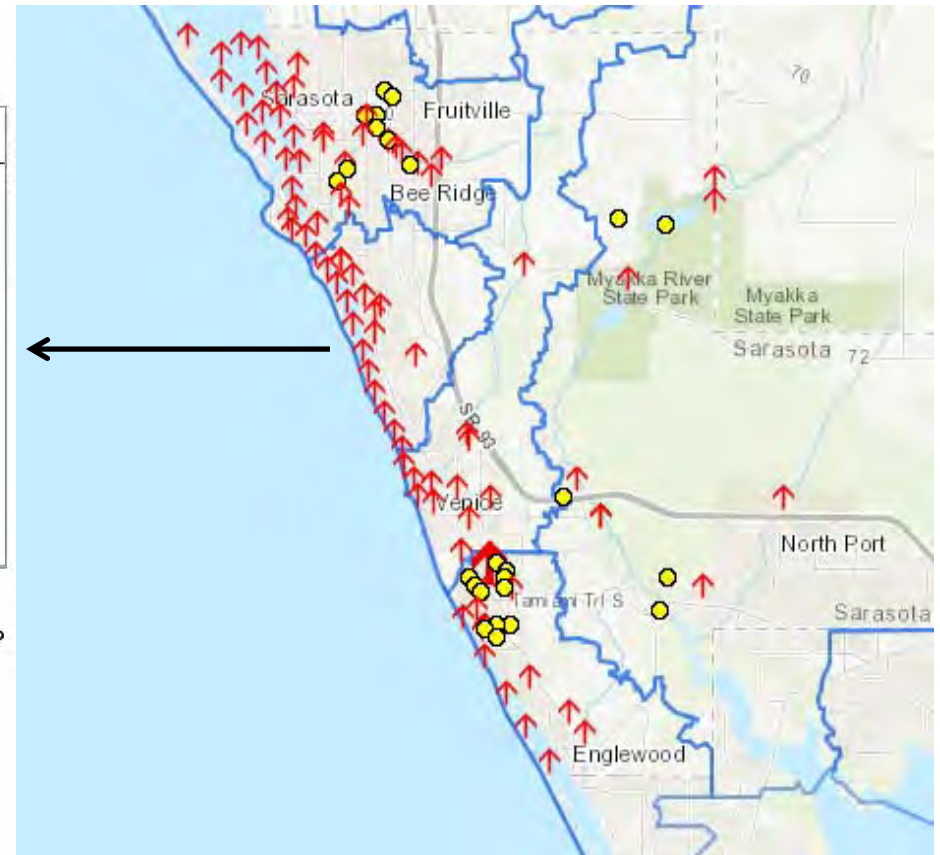 70
Sarasota
Fruitville
Bee Ridge
Myakka River
State Park
Myakka
State Park
Sarasota
72
SR 93
Venice
North Port
Tamiami Trl S
Sarasota
Englewood